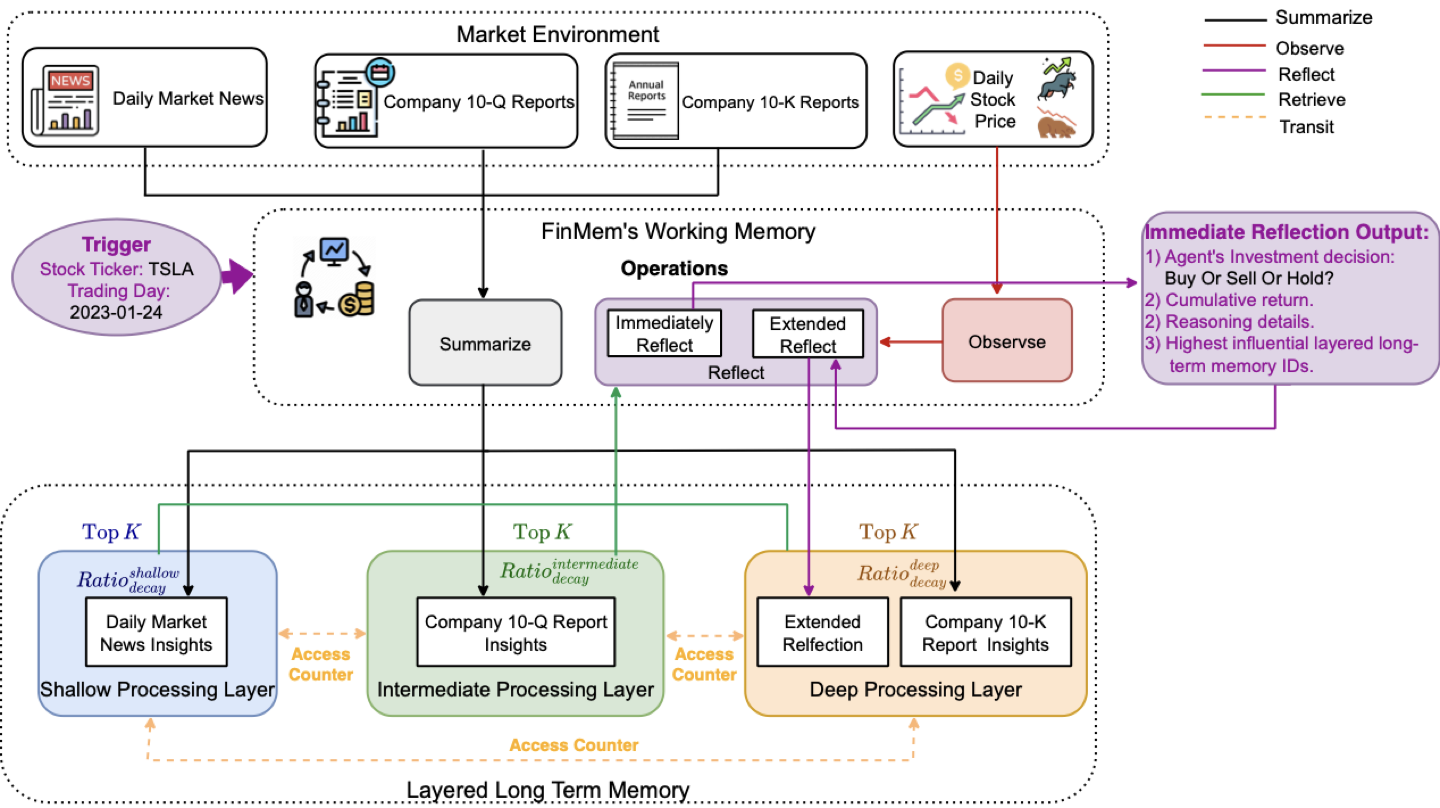 Market Environment
NEWS
Daily Market News
Company 10-Q Reports
Annual
Reports
Company 10-K Reports
$
Daily
Stock
Price
Summarize
Observe
Reflect
Retrieve
Transit
Trigger
Stock Ticker: TSLA
Trading Day:
2023-01-24
FinMem's Working Memory
Operations
$
Summarize
Immediately
Reflect
Extended
Reflect
Reflect
Observse
Immediate Reflection Output:
1) Agent's Investment decision:
Buy Or Sell Or Hold?
2) Cumulative return.
2) Reasoning details.
3) Highest influential layered long-
term memory IDs.
Top K
Ratio shallow decay
Daily Market
News Insights
Shallow Processing Layer
Access
Counter
Top K
Ratio intermediate decay
Company 10-Q Report
Insights
Intermediate Processing Layer
Access
Counter
Top K
Ratio deep decay
Extended
Relfection
Company 10-K
Report Insights
Deep Processing Layer
Access Counter
Layered Long Term Memory